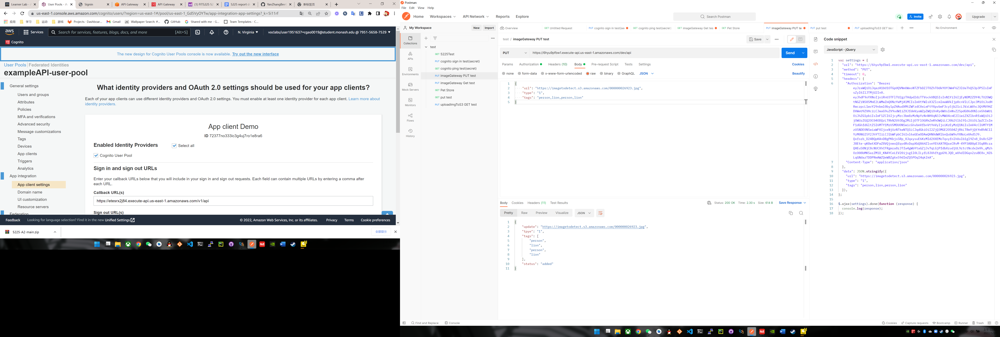 Learner Lab - A
User Pools - A
Signin
API Gateway
API Gateway
(1) FIT5225 S2
5225 report d
YanZhangBee
新标签页
us-east-1.console.aws.amazon.com/cognito/users/?region=us-east-1#/pool/us-east-1_Gd5VyOYTw/app-integration-app-settings?_k=5i11rf
应用
学习
运动
游戏
Projects · Dashboar...
Gmail
Wallpaper Search: #...
GitHub
Shared with me - G...
Team Templates - C...
aws
Services
Search for services, features, blogs, docs, and more
[Alt+S]
N. Virginia
voclabs/user1951637=cgao0019@student.monash.edu @ 7951-5658-7529
Cognito
The new design for Cognito User Pools console is now available. Try out the new interface
User Pools | Federated Identities
exampleAPI-user-pool
General settings
Users and groups
Attributes
Policies
MFA and verifications
Advanced security
Message customizations
Tags
Devices
App clients
Triggers
Analytics
App integration
App client settings
Domain name
UI customization
Resource servers
Federation
What identity providers and OAuth 2.0 settings should be used for your app clients?
Each of your app clients can use different identity providers and OAuth 2.0 settings. You must enable at least one identity provider for each app client. Learn more about
identity providers.
App client Demo
ID 72377no333ic3g4uj7ro1e8ra6
Enabled Identity Providers
Select all
Cognito User Pool
Sign in and sign out URLs
Enter your callback URLs below that you will include in your sign in and sign out requests. Each field can contain multiple URLs by entering a comma after
each URL.
Callback URL(s)
https://etesrx2j84.execute-api.us-east-1.amazonaws.com/v1/api
Sign out URL(s)
Feedback
Looking for language selection? Find it in the new Unified Settings
© 2022, Amazon Web Services, Inc. or its affiliates.
Privacy
Terms
Cookie preferences
5225-A2-main.zip
全部显示
Postman
File Edit View Help
Home
Workspaces
API Network
Reports
Explore
Search Postman
Invite
Upgrade
My Workspace
New
Import
Overview
GET Untitled Request
PUT cognito sign in test(sec
GET cognito ping test(secret)
GET imageGateway Get tes
GET Pet Store
PUT imageGateway PUT te
PUT put test
PUT uploadImgToS3 GET test
No Environment
Collections
APIs
Environments
Mock Servers
Monitors
Flows
History
test
GET 5225Test
PUT cognito sign in test(secret)
GET cognito ping test(secret)
PUT imageGateway PUT test
PUT imageGateway Get test
GET Pet Store
GET put test
PUT uploadImgToS3 GET test
test / imageGateway PUT test
Save
PUT
https://6hyu9pfbw1.execute-api.us-east-1.amazonaws.com/dev/api
Send
Params
Authorization
Headers (10)
Body
Pre-request Script
Tests
Settings
Cookies
none
form-data
x-www-form-urlencoded
raw
binary
GraphQL
JSON
Beautify
1 {
2 "url": "https://imagetodetect.s3.amazonaws.com/000000026923.jpg",
3 "type": "1",
4 "tags": "person,lion,person,lion"
5 }
Body
Cookies
Headers (11)
Test Results
Status: 200 OK
Time: 2.30 s
Size: 614 B
Save Response
Pretty
Raw
Preview
Visualize
JSON
1 {
2 "update": "https://imagetodetect.s3.amazonaws.com/000000026923.jpg",
3 "tpye": "1",
4 "tags": [
5 "person",
6 "lion",
7 "person",
8 "lion"
9 ],
10 "status": "added"
11 }
Code snippet
JavaScript - jQuery
1 var settings = {
2 "url": "https://6hyu9pfbw1.execute-api.us-east-1.amazonaws.com/dev/api",
3 "method": "PUT",
4 "timeout": 0,
5 "headers": {
6 "Authorization": "Bearer
7 "Content-Type": "application/json"
8 },
9 "data": JSON.stringify({
10 "url": "https://imagetodetect.s3.amazonaws.com/000000026923.jpg",
11 "type": "1",
12 "tags": "person,lion,person,lion"
13 }),
14 };
15
16 $.ajax(settings).done(function (response) {
17 console.log(response);
18 });
Find and Replace
Console
Cookies
Capture requests
Bootcamp
Runner
Trash